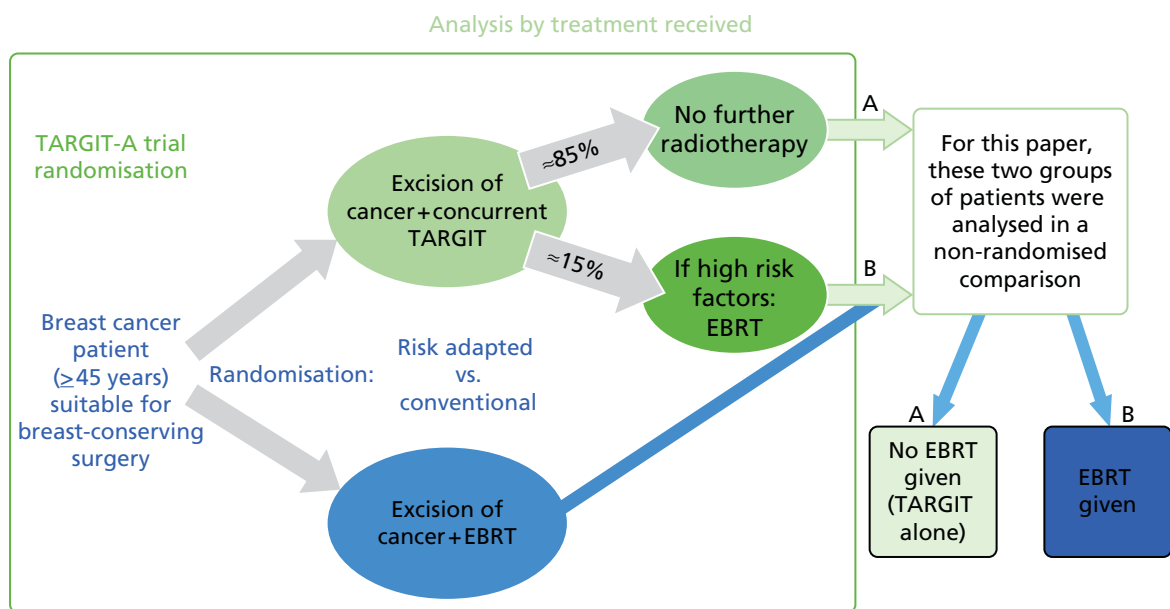 Analysis by treatment received
TARGIT-A trial
randomisation
Breast cancer
patient
(≥45 years)
suitable for
breast-conserving
surgery
Randomisation:
Risk adapted
vs.
conventional
Excision of
cancer+concurrent
TARGIT
≈85%
≈15%
No further
radiotherapy
If high risk
factors:
EBRT
Excision of
cancer+EBRT
A
B
For this paper,
these two groups
of patients were
analysed in a
non-randomised
comparison
A
No EBRT
given
(TARGIT
alone)
B
EBRT
given